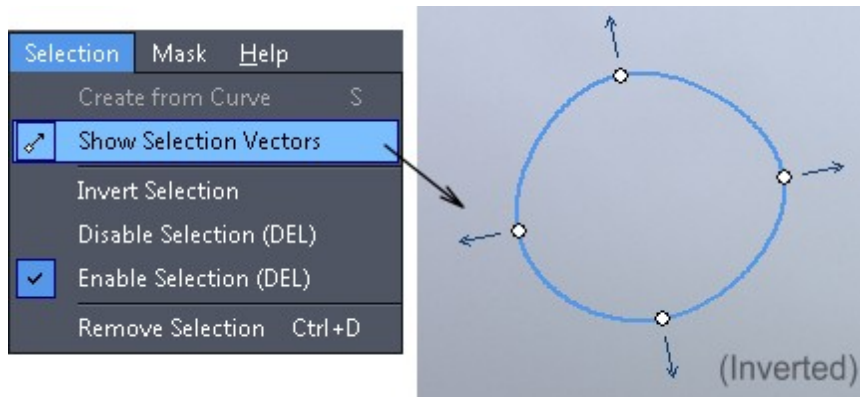 Selection Mask Help
Create from Curve S
Show Selection Vectors
Invert Selection
Disable Selection (DEL)
Enable Selection (DEL)
Remove Selection Ctrl+D
(Inverted)